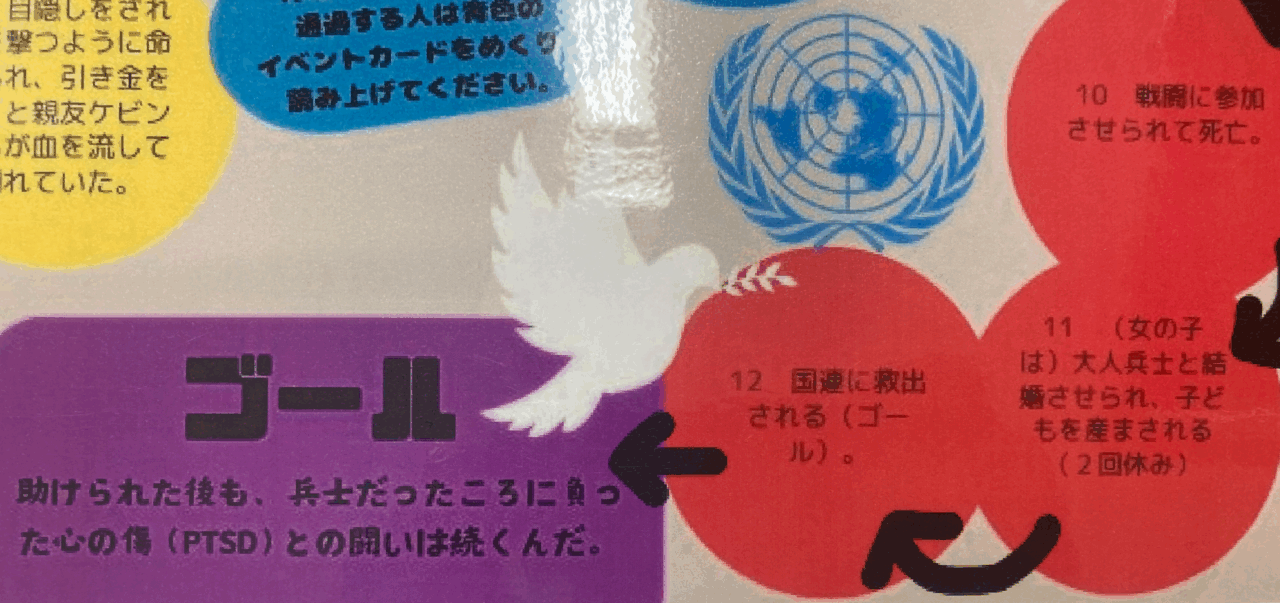 目隠しをされ
撃つように命
れ、引き金を
と親友ケビン
が血を流して
れていた。
通過する人は青色の
イベントカードをめくり
読み上げてください。
10 戦闘に参加
させられて死亡。
11 (女の子
は)大人兵士と結
婚させられ、子ど
もを産まされる
(2回休み)
12 国連に救出
される(ゴー
ル)。
ゴール
助けられた後も、兵士だったころに負っ
た心の傷(PTSD)との闘いは続くんだ。